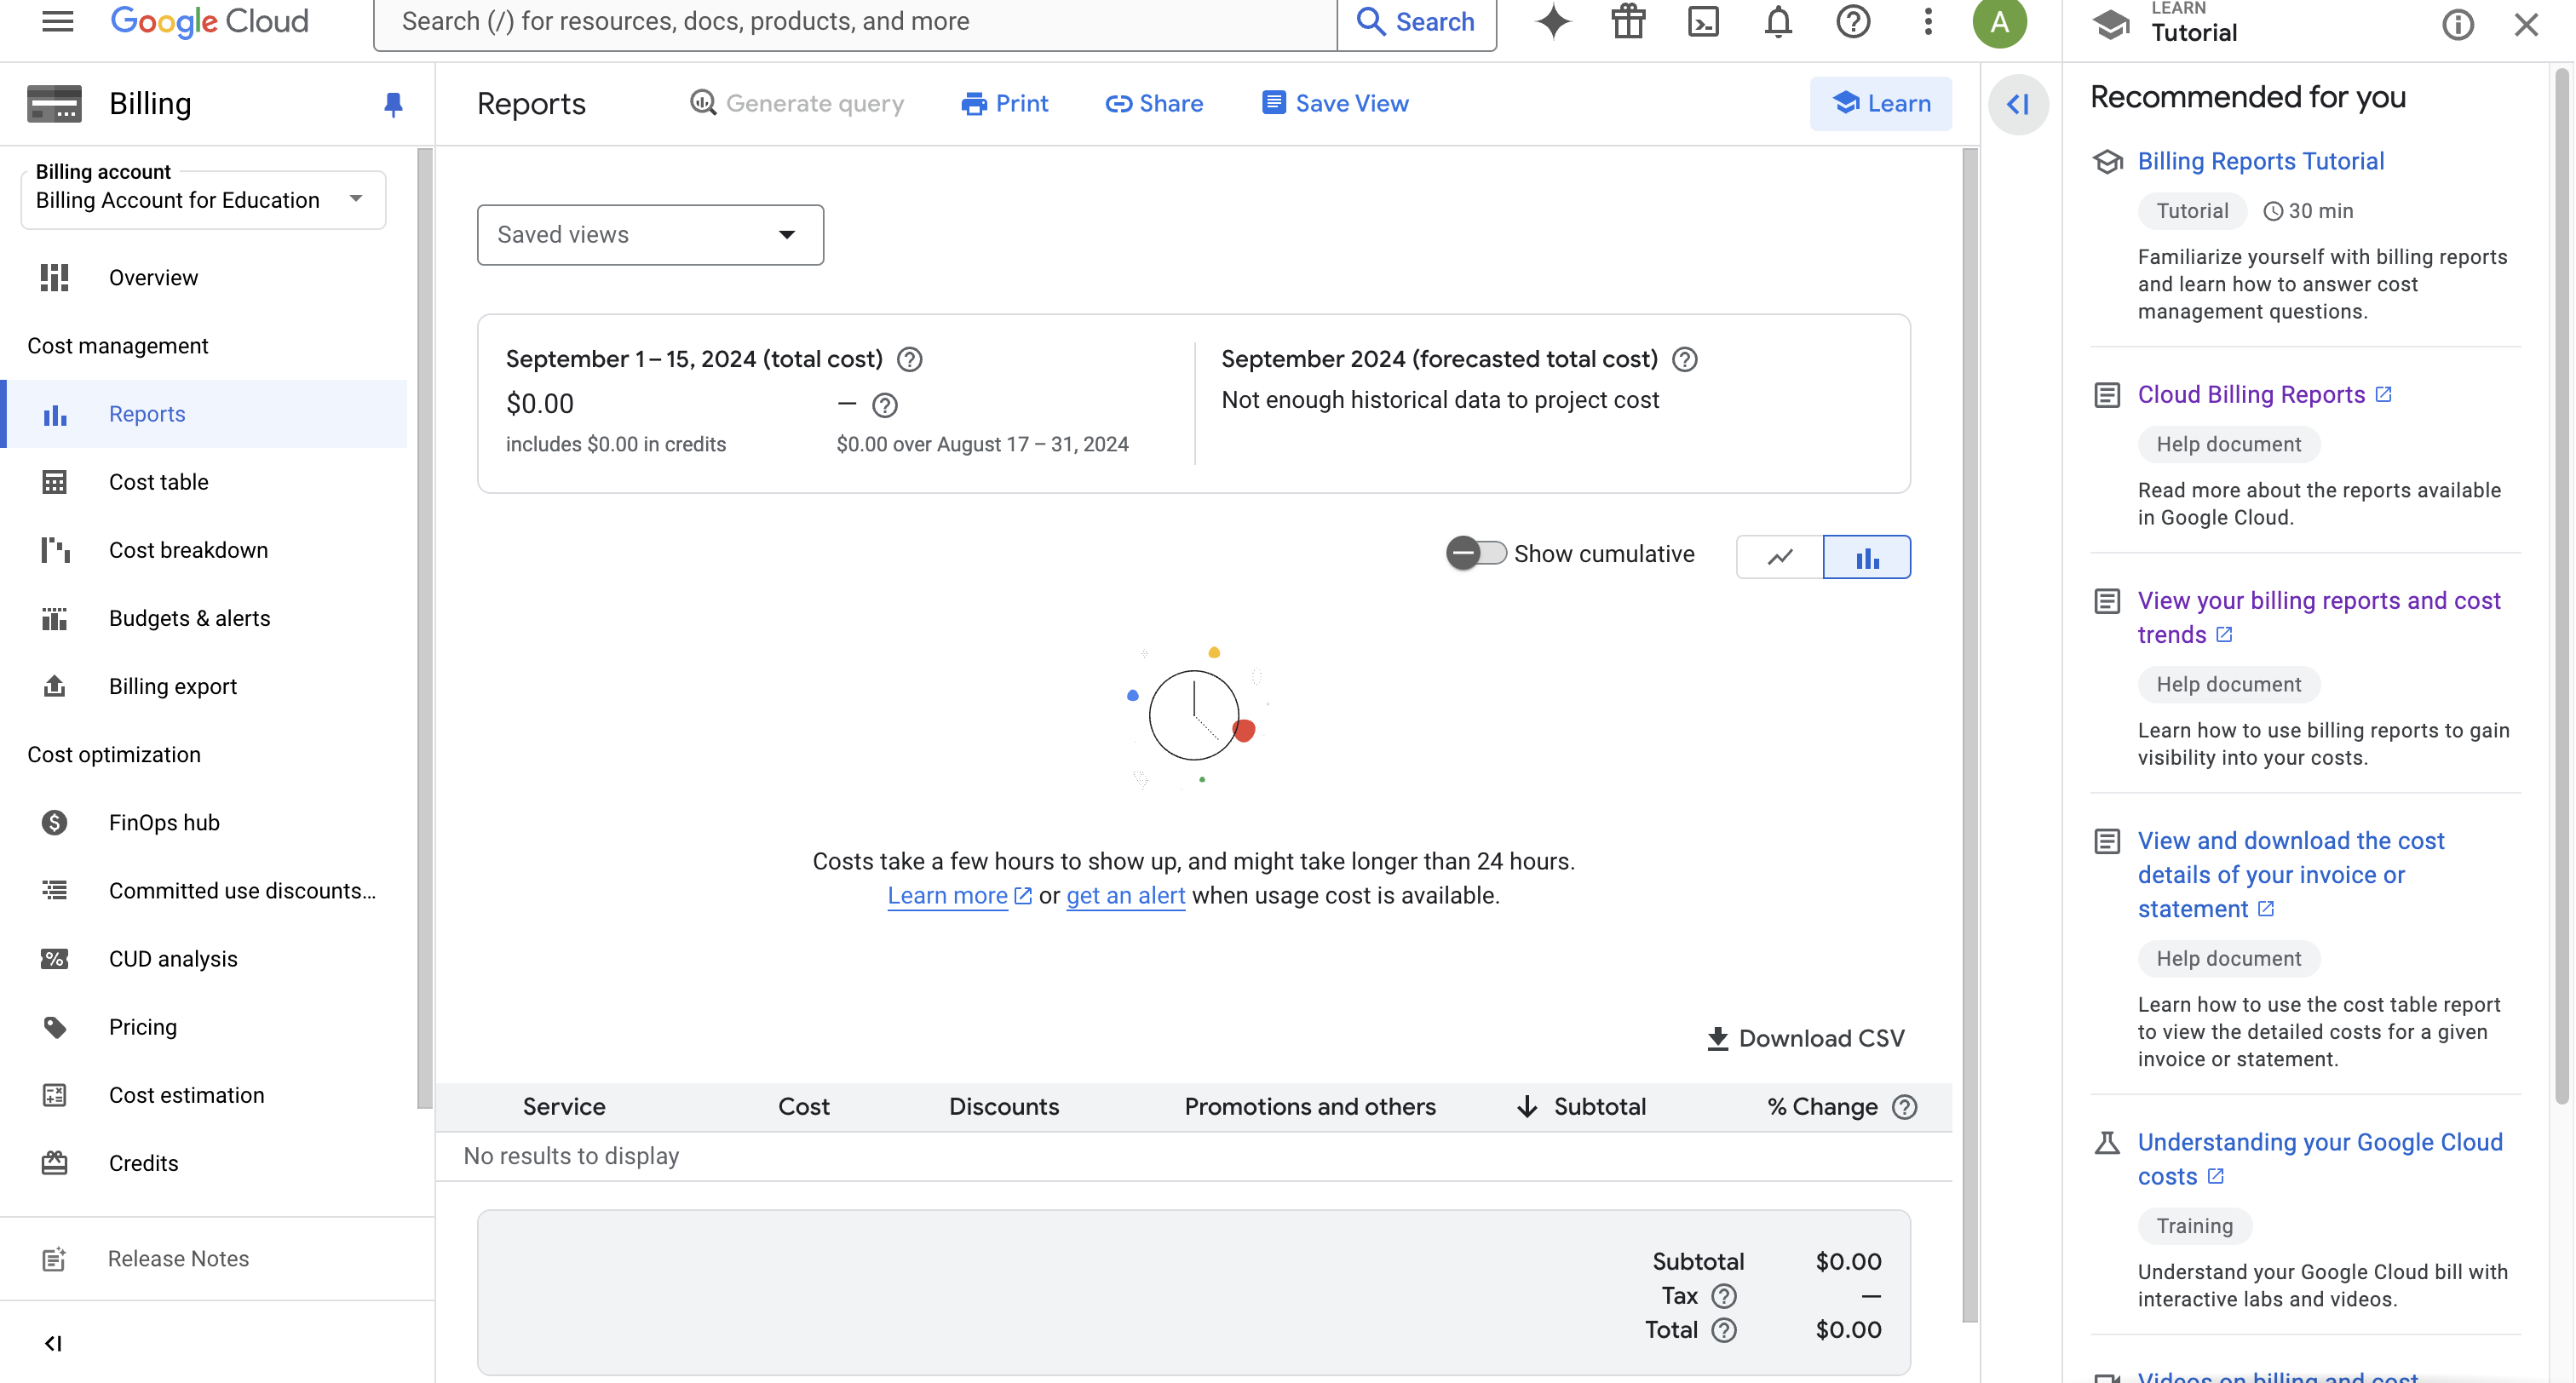 Google Cloud
Search (/) for resources, docs, products, and more
Search
A
LEARN
Tutorial
Billing
Billing account
Billing Account for Education
Overview
Cost management
Reports
Cost table
Cost breakdown
Budgets & alerts
Billing export
Cost optimization
FinOps hub
Committed use discounts...
CUD analysis
Pricing
Cost estimation
Credits
Release Notes
Reports
Generate query
Print
Share
Save View
Learn
Saved views
September 1 – 15, 2024 (total cost)
$0.00
—
includes $0.00 in credits
$0.00 over August 17 – 31, 2024
September 2024 (forecasted total cost)
Not enough historical data to project cost
Show cumulative
Costs take a few hours to show up, and might take longer than 24 hours.
Learn more or get an alert when usage cost is available.
Download CSV
Service Cost Discounts Promotions and others Subtotal % Change
No results to display
Subtotal $0.00
Tax —
Total $0.00
Recommended for you
Billing Reports Tutorial
Tutorial 30 min
Familiarize yourself with billing reports
and learn how to answer cost
management questions.
Cloud Billing Reports
Help document
Read more about the reports available
in Google Cloud.
View your billing reports and cost
trends
Help document
Learn how to use billing reports to gain
visibility into your costs.
View and download the cost
details of your invoice or
statement
Help document
Learn how to use the cost table report
to view the detailed costs for a given
invoice or statement.
Understanding your Google Cloud
costs
Training
Understand your Google Cloud bill with
interactive labs and videos.
Videos on billing and cost